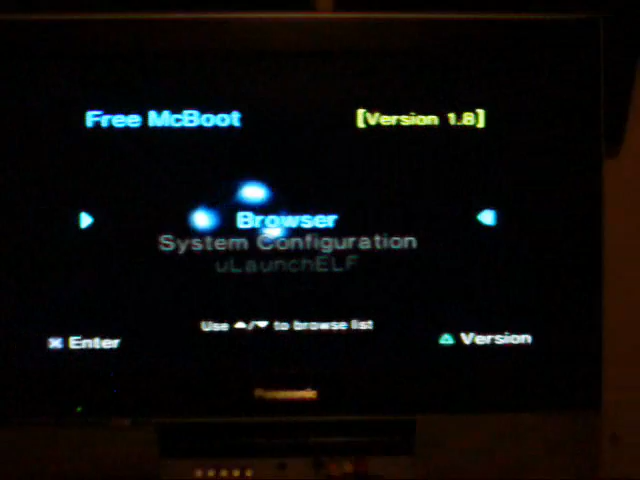 Free McBoot [Version 1.8]
Browser
System Configuration
uLaunchELF
Use ▲/▼ to browse list
✕ Enter △ Version
Panasonic